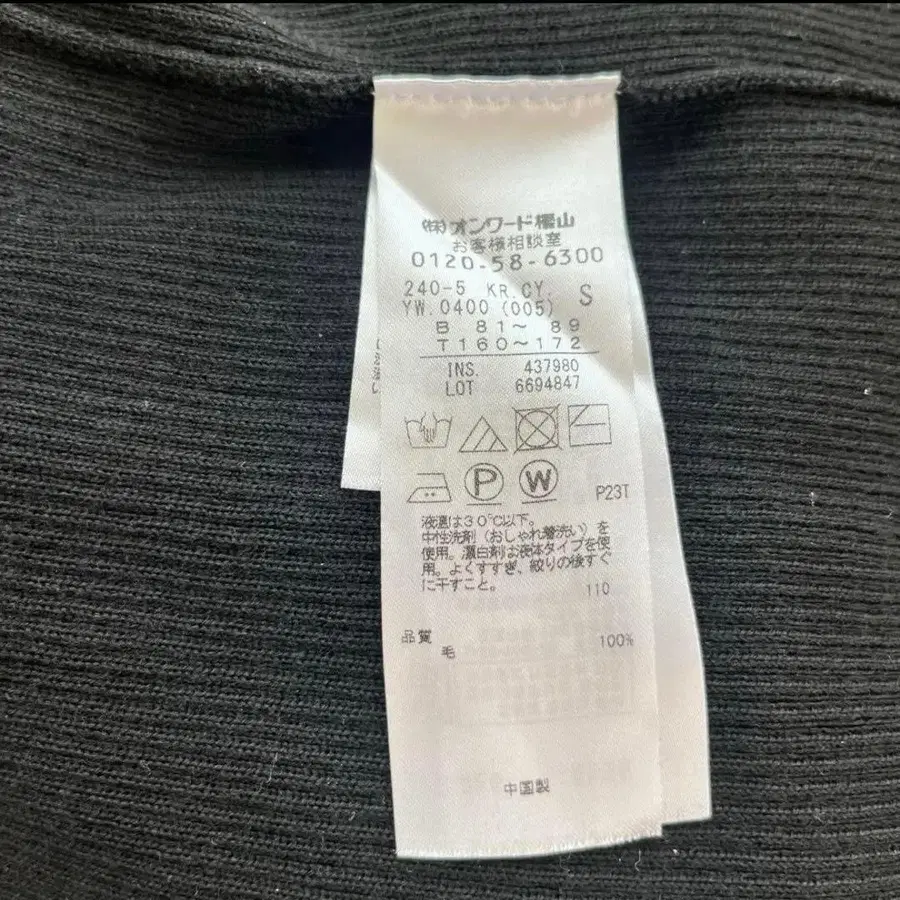 ㈱オンワード樫山
お客様相談室
0120-58-6300
240-5 KR.CY. S
YW.0400 (005)
B 81～ 89
T160～172
INS. 437980
LOT 6694847
P
W
P23T
液温は30℃以下。
中性洗剤（おしゃれ着洗い）を
使用。漂白剤は液体タイプを使
用。よくすすぎ、絞りの後すぐ
に干すこと。
110
品質
毛 100%
中国製